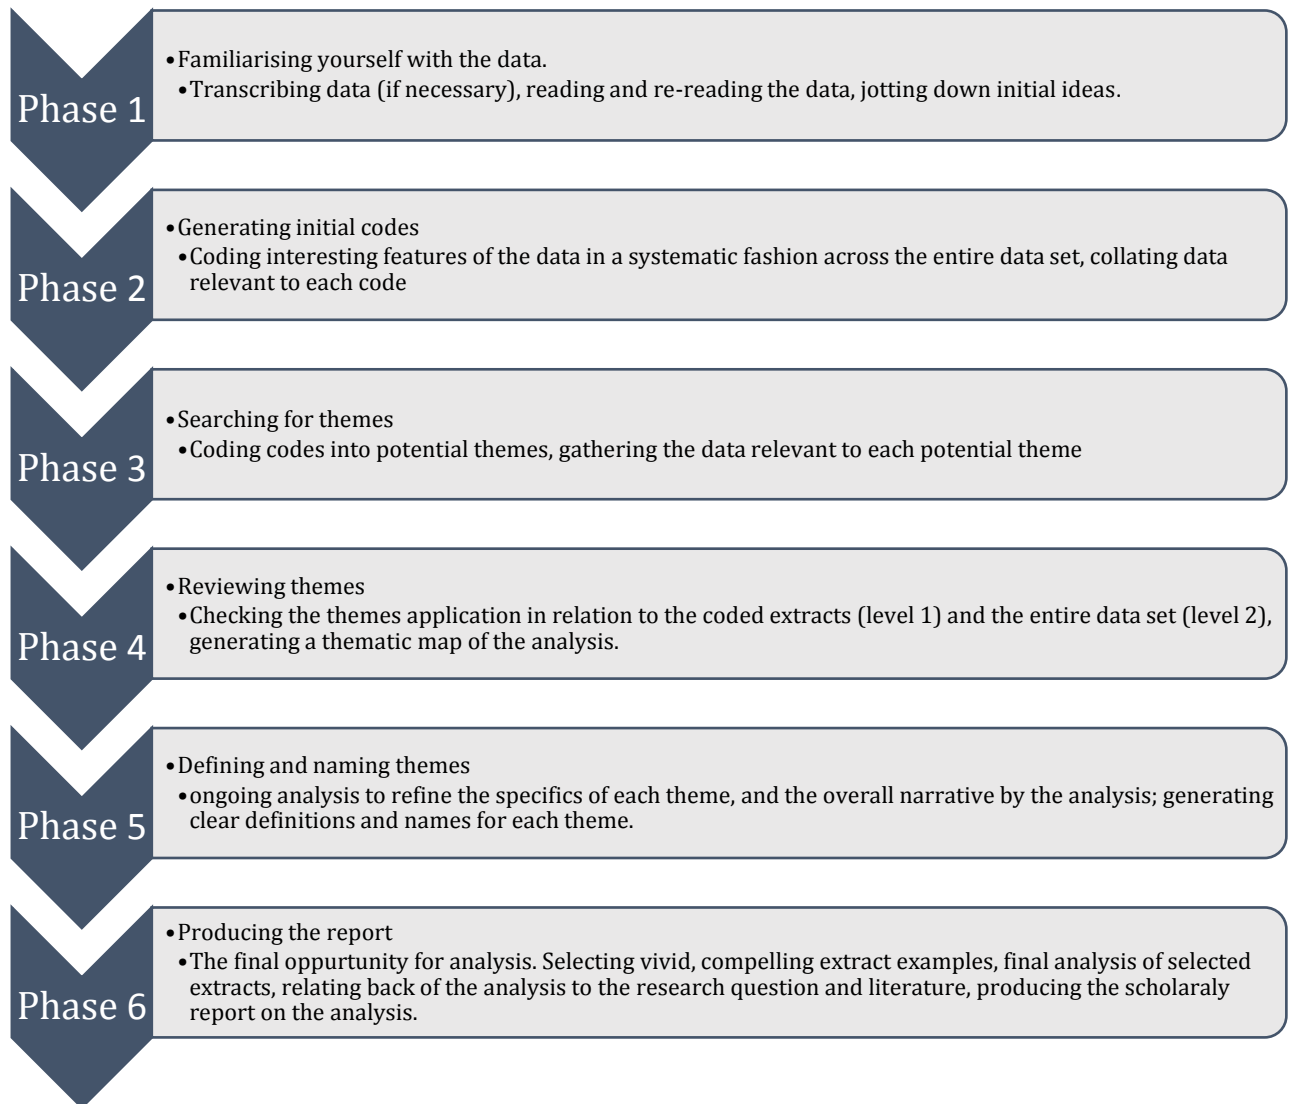 Phase 1
•Familiarising yourself with the data.
•Transcribing data (if necessary), reading and re-reading the data, jotting down initial ideas.
Phase 2
•Generating initial codes
•Coding interesting features of the data in a systematic fashion across the entire data set, collating data
relevant to each code
Phase 3
•Searching for themes
•Coding codes into potential themes, gathering the data relevant to each potential theme
Phase 4
•Reviewing themes
•Checking the themes application in relation to the coded extracts (level 1) and the entire data set (level 2),
generating a thematic map of the analysis.
Phase 5
•Defining and naming themes
•ongoing analysis to refine the specifics of each theme, and the overall narrative by the analysis; generating
clear definitions and names for each theme.
Phase 6
•Producing the report
•The final oppurtunity for analysis. Selecting vivid, compelling extract examples, final analysis of selected
extracts, relating back of the analysis to the research question and literature, producing the scholaraly
report on the analysis.